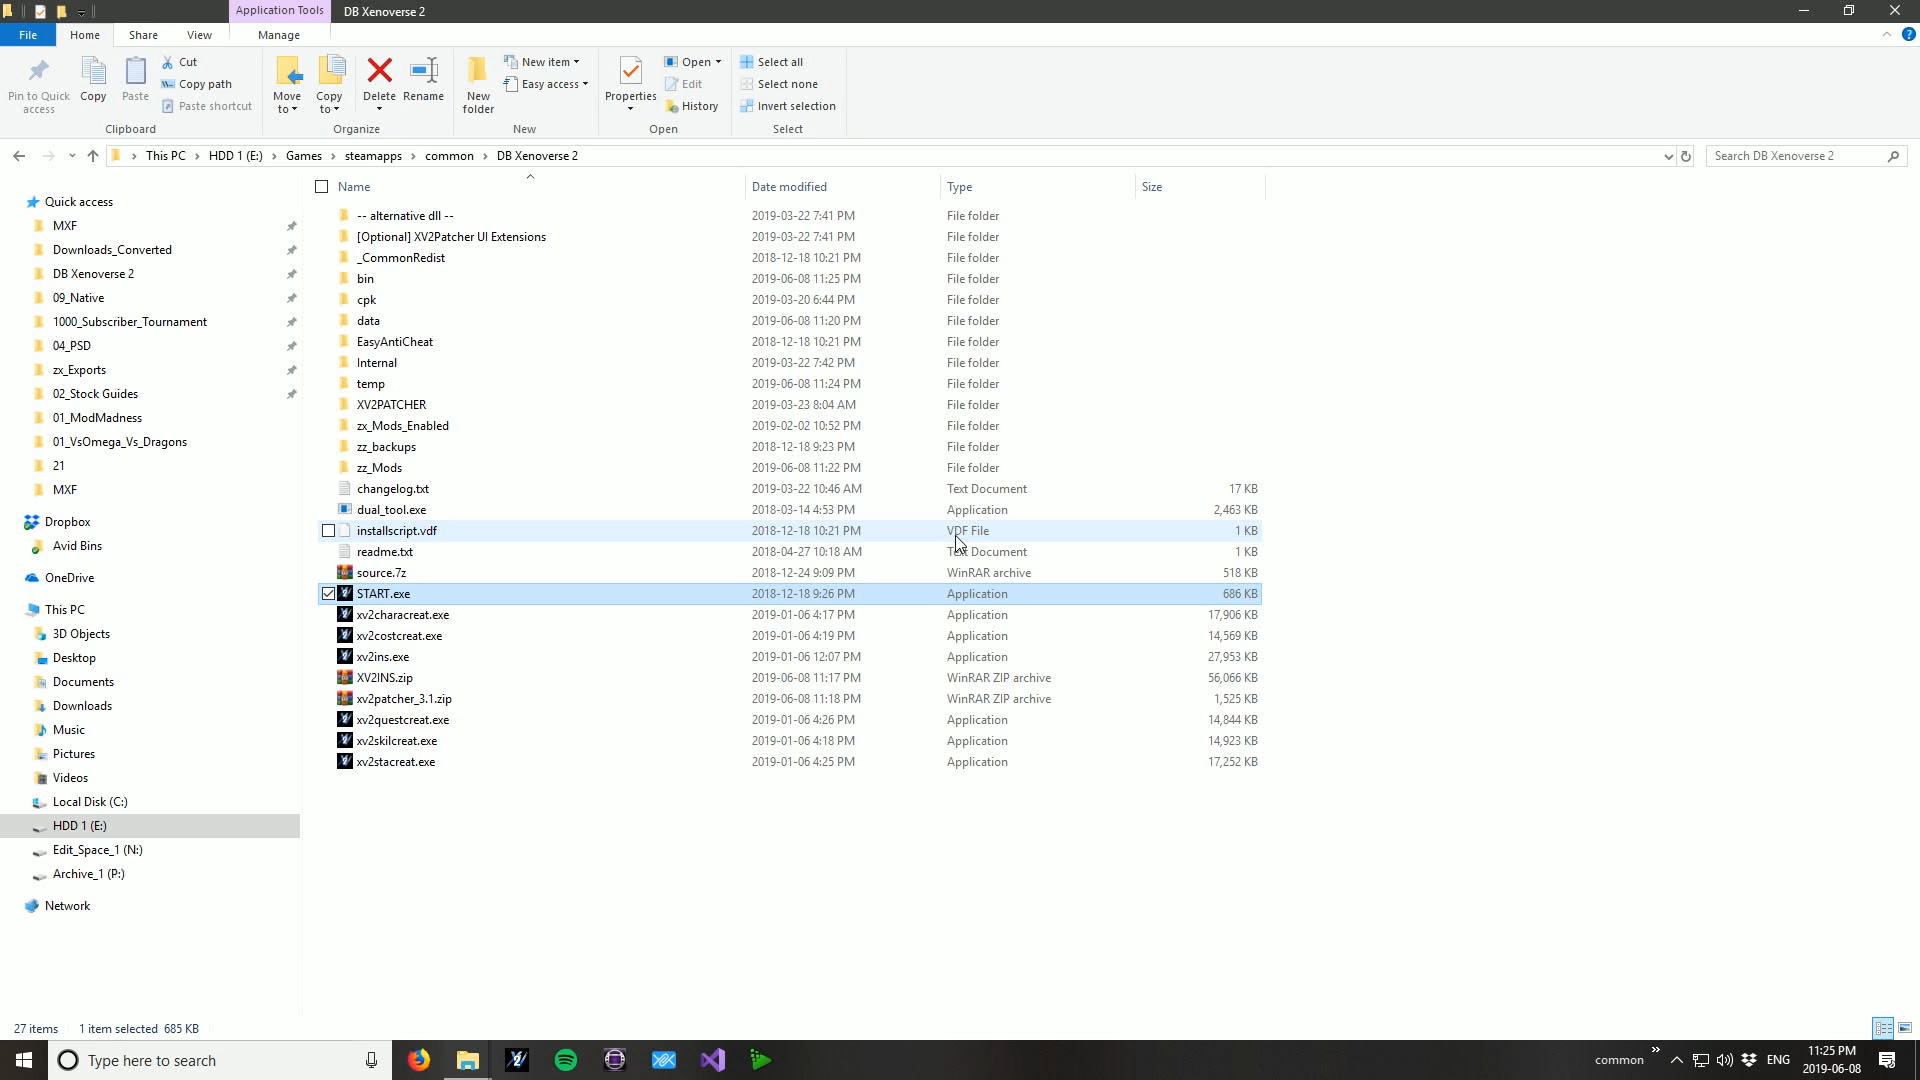 Application Tools
DB Xenoverse 2
File
Home
Share
View
Manage
Pin to Quick access
Copy
Paste
Cut
Copy path
Paste shortcut
Clipboard
Move to
Copy to
Delete
Rename
Organize
New folder
New item
Easy access
New
Properties
Open
Edit
History
Open
Select all
Select none
Invert selection
Select
This PC > HDD 1 (E:) > Games > steamapps > common > DB Xenoverse 2
Search DB Xenoverse 2
Name Date modified Type Size
Quick access
MXF
Downloads_Converted
DB Xenoverse 2
09_Native
1000_Subscriber_Tournament
04_PSD
zx_Exports
02_Stock Guides
01_ModMadness
01_VsOmega_Vs_Dragons
21
MXF
Dropbox
Avid Bins
OneDrive
This PC
3D Objects
Desktop
Documents
Downloads
Music
Pictures
Videos
Local Disk (C:)
HDD 1 (E:)
Edit_Space_1 (N:)
Archive_1 (P:)
Network
-- alternative dll -- 2019-03-22 7:41 PM File folder
[Optional] XV2Patcher UI Extensions 2019-03-22 7:41 PM File folder
_CommonRedist 2018-12-18 10:21 PM File folder
bin 2019-06-08 11:25 PM File folder
cpk 2019-03-20 6:44 PM File folder
data 2019-06-08 11:20 PM File folder
EasyAntiCheat 2018-12-18 10:21 PM File folder
Internal 2019-03-22 7:42 PM File folder
temp 2019-06-08 11:24 PM File folder
XV2PATCHER 2019-03-23 8:04 AM File folder
zx_Mods_Enabled 2019-02-02 10:52 PM File folder
zz_backups 2018-12-18 9:23 PM File folder
zz_Mods 2019-06-08 11:22 PM File folder
changelog.txt 2019-03-22 10:46 AM Text Document 17 KB
dual_tool.exe 2018-03-14 4:53 PM Application 2,463 KB
installscript.vdf 2018-12-18 10:21 PM VDF File 1 KB
readme.txt 2018-04-27 10:18 AM Text Document 1 KB
source.7z 2018-12-24 9:09 PM WinRAR archive 518 KB
START.exe 2018-12-18 9:26 PM Application 686 KB
xv2characreat.exe 2019-01-06 4:17 PM Application 17,906 KB
xv2costcreat.exe 2019-01-06 4:19 PM Application 14,569 KB
xv2ins.exe 2019-01-06 12:07 PM Application 27,953 KB
XV2INS.zip 2019-06-08 11:17 PM WinRAR ZIP archive 56,066 KB
xv2patcher_3.1.zip 2019-06-08 11:18 PM WinRAR ZIP archive 1,525 KB
xv2questcreat.exe 2019-01-06 4:26 PM Application 14,844 KB
xv2skilcreat.exe 2019-01-06 4:18 PM Application 14,923 KB
xv2stacreat.exe 2019-01-06 4:25 PM Application 17,252 KB
27 items 1 item selected 685 KB
Type here to search
common
ENG
11:25 PM
2019-06-08